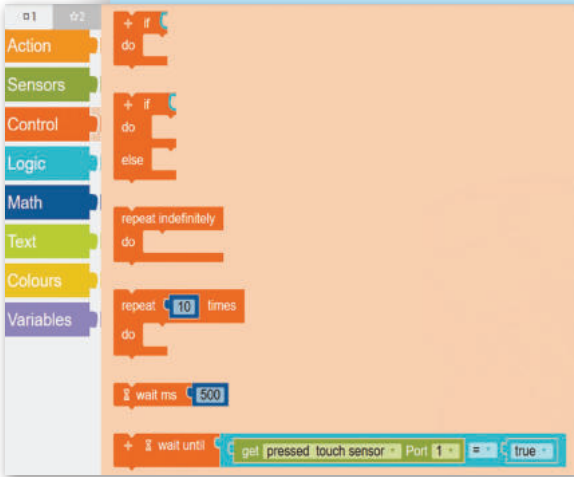 1 2
Action
Sensors
Control
Logic
Math
Text
Colours
Variables
+ if
do
+ if
do
else
repeat indefinitely
do
repeat 10 times
do
wait ms 500
+ wait until get pressed touch sensor Port 1 = true